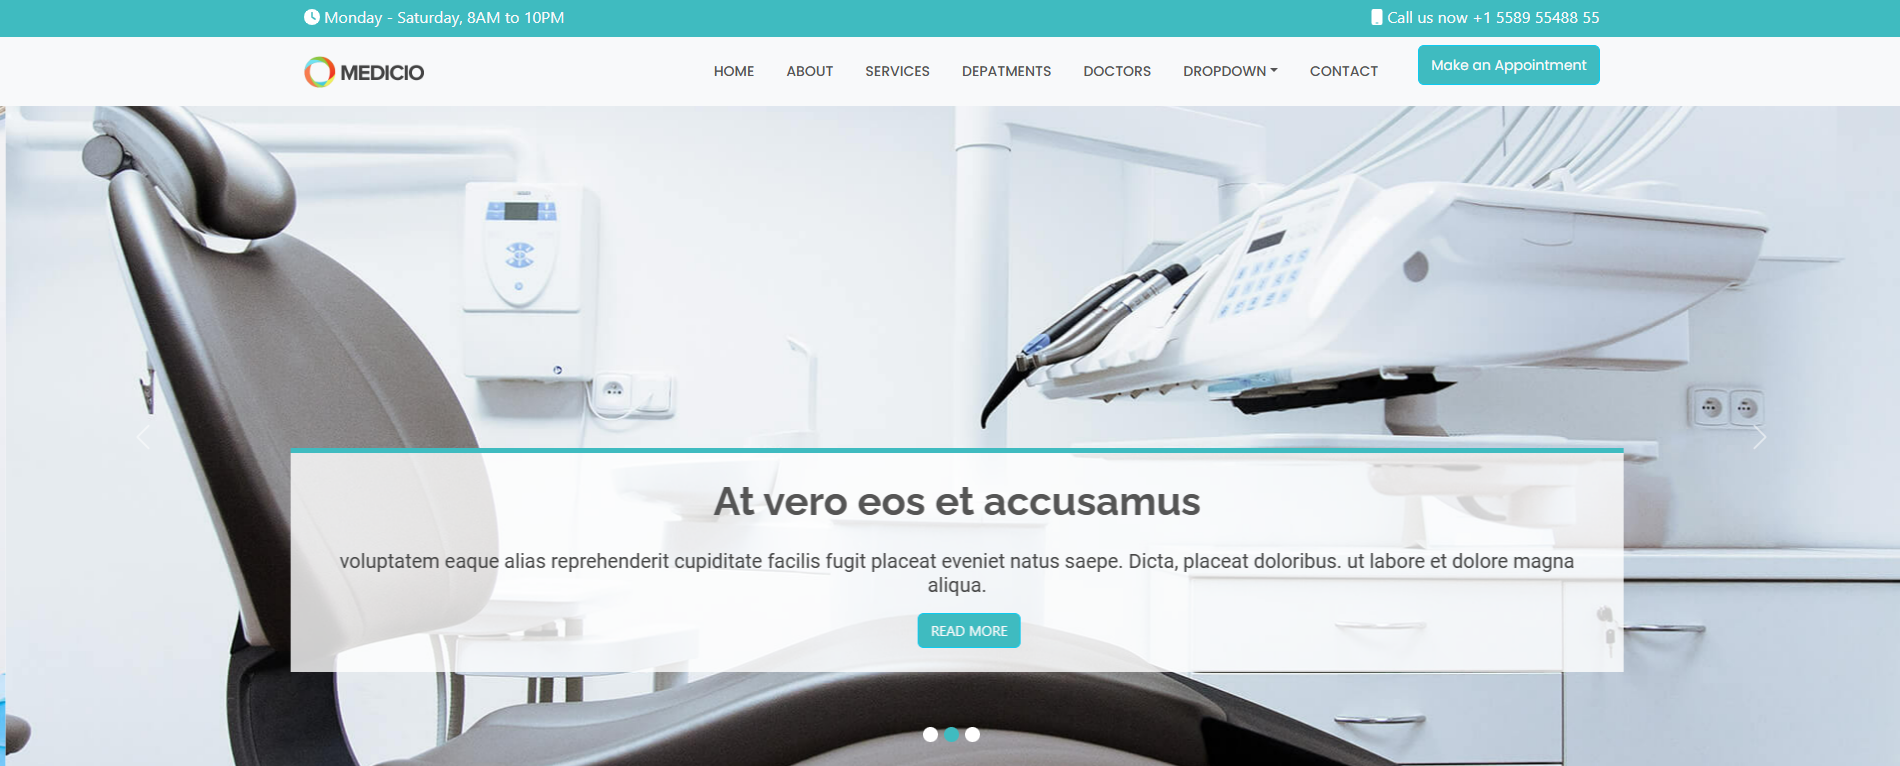 Monday - Saturday, 8AM to 10PM
Call us now +1 5589 55488 55
MEDICIO
HOME
ABOUT
SERVICES
DEPATMENTS
DOCTORS
DROPDOWN
CONTACT
Make an Appointment
At vero eos et accusamus
voluptatem eaque alias reprehenderit cupiditate facilis fugit placeat eveniet natus saepe. Dicta, placeat doloribus. ut labore et dolore magna
aliqua.
READ MORE